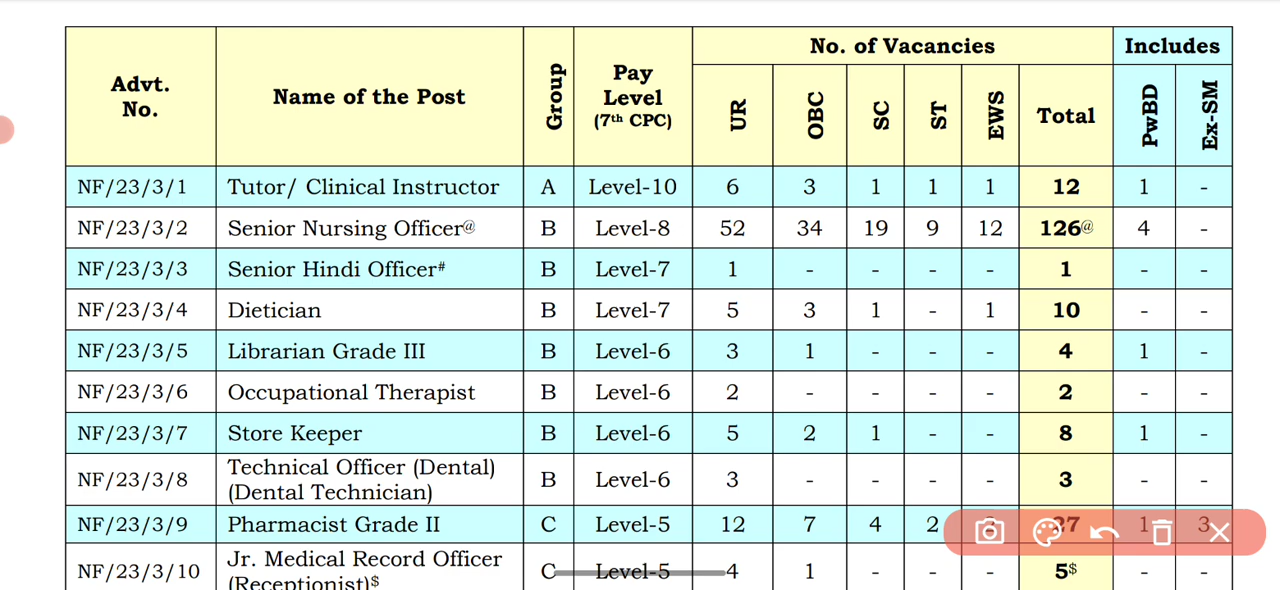 No. of Vacancies Includes
Advt. No. Name of the Post Group Pay Level (7th CPC) UR OBC SC ST EWS Total PwBD Ex-SM
NF/23/3/1 Tutor/ Clinical Instructor A Level-10 6 3 1 1 1 12 1 -
NF/23/3/2 Senior Nursing Officer@ B Level-8 52 34 19 9 12 126@ 4 -
NF/23/3/3 Senior Hindi Officer# B Level-7 1 - - - - 1 - -
NF/23/3/4 Dietician B Level-7 5 3 1 - 1 10 - -
NF/23/3/5 Librarian Grade III B Level-6 3 1 - - - 4 1 -
NF/23/3/6 Occupational Therapist B Level-6 2 - - - - 2 - -
NF/23/3/7 Store Keeper B Level-6 5 2 1 - - 8 1 -
NF/23/3/8 Technical Officer (Dental) (Dental Technician) B Level-6 3 - - - - 3 - -
NF/23/3/9 Pharmacist Grade II C Level-5 12 7 4 2 27 1 3
NF/23/3/10 Jr. Medical Record Officer (Receptionist)$ C Level-5 4 1 - - - 5$ - -